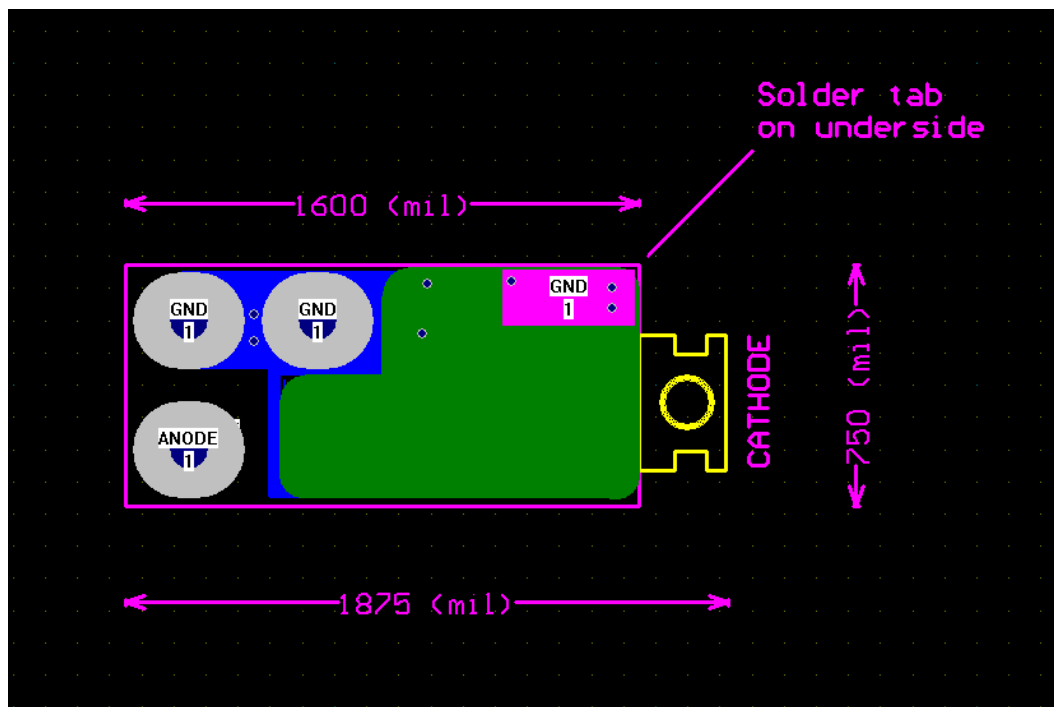 Solder tab
on underside
1600 (mil)
GND
1
GND
1
GND
1
ANODE
1
CATHODE
750 (mil)
1875 (mil)